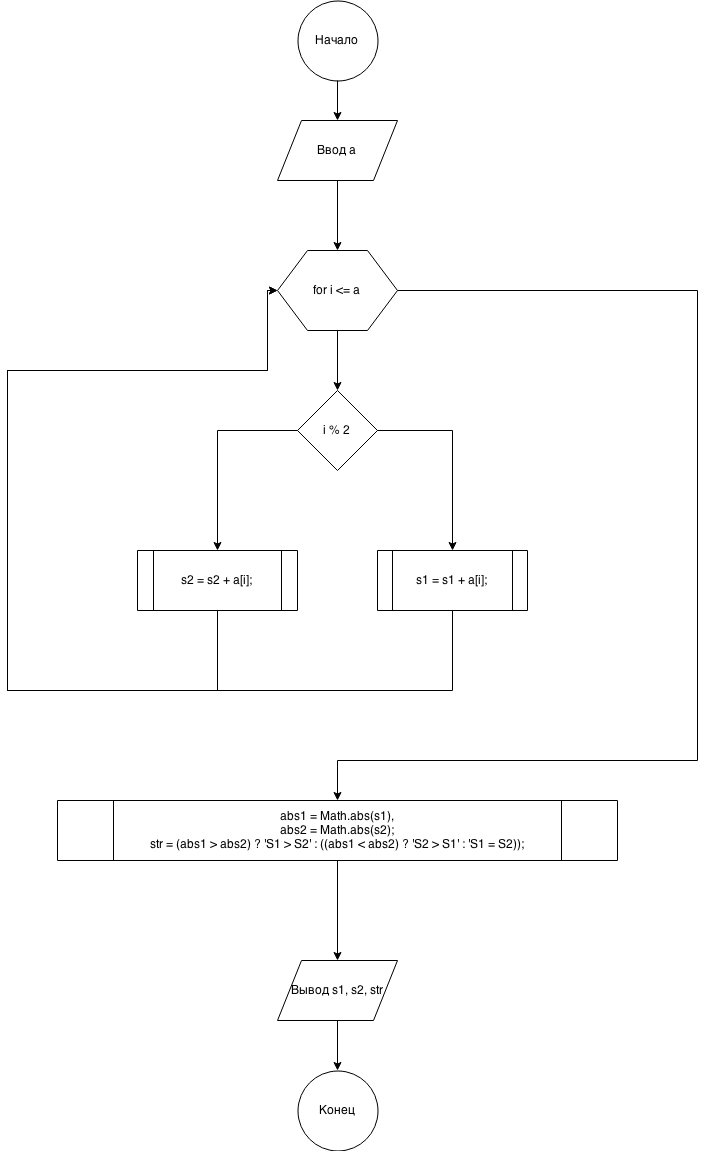 Начало
Ввод a
for i <= a
i % 2
s2 = s2 + a[i];
s1 = s1 + a[i];
abs1 = Math.abs(s1),
abs2 = Math.abs(s2);
str = (abs1 > abs2) ? 'S1 > S2' : ((abs1 < abs2) ? 'S2 > S1' : 'S1 = S2));
Вывод s1, s2, str
Конец